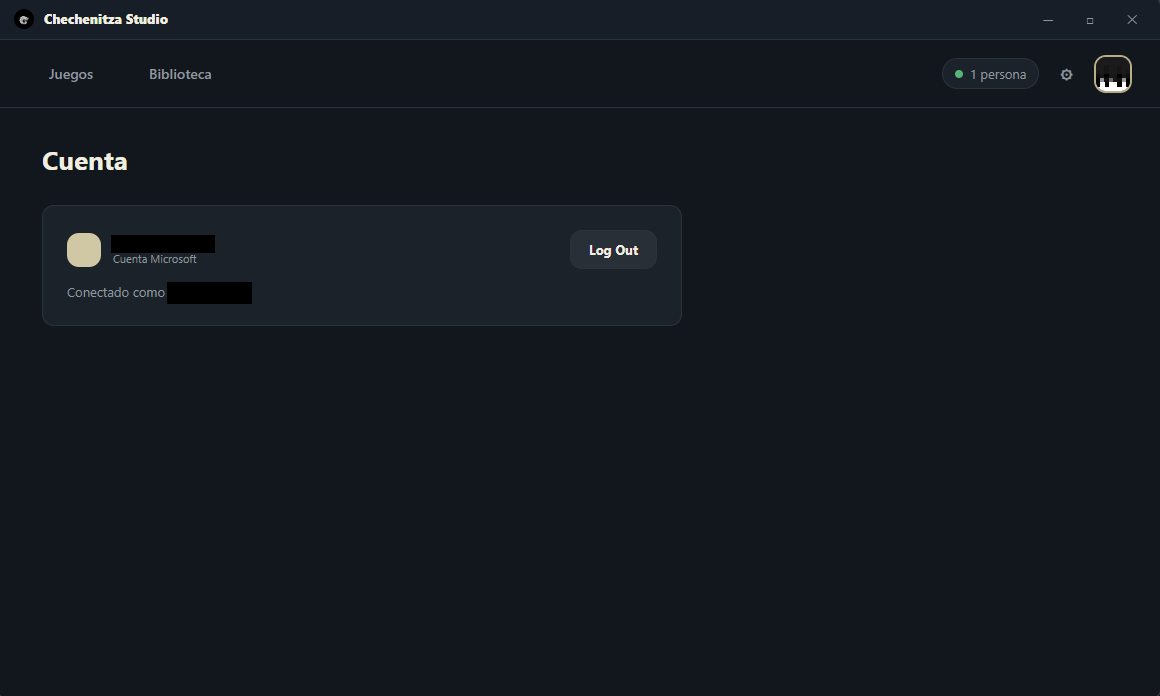 Chechenitza Studio
Juegos
Biblioteca
1 persona
Cuenta
Cuenta Microsoft
Log Out
Conectado como